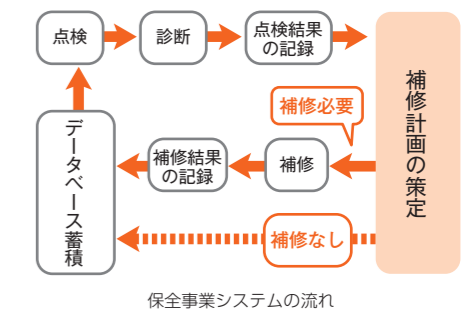 点検
診断
点検結果
の記録
補修計画の策定
補修必要
補修
補修結果
の記録
データベース蓄積
補修なし
保全事業システムの流れ